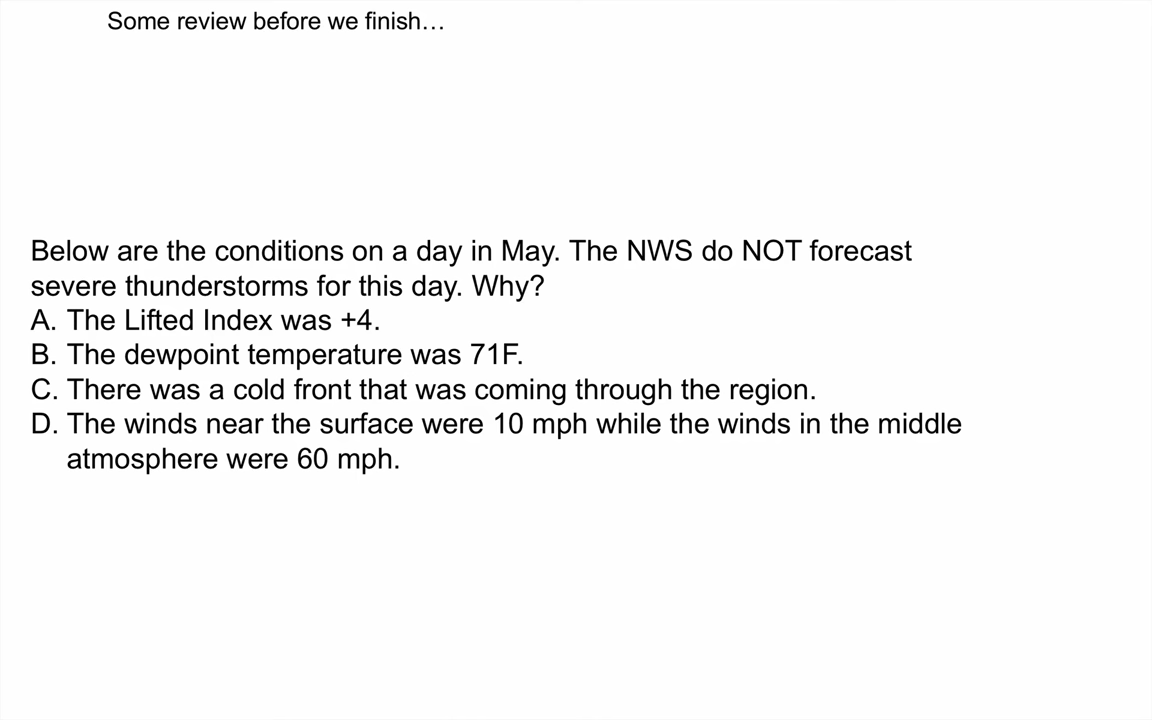 Some review before we finish…
Below are the conditions on a day in May. The NWS do NOT forecast
severe thunderstorms for this day. Why?
A. The Lifted Index was +4.
B. The dewpoint temperature was 71F.
C. There was a cold front that was coming through the region.
D. The winds near the surface were 10 mph while the winds in the middle
atmosphere were 60 mph.